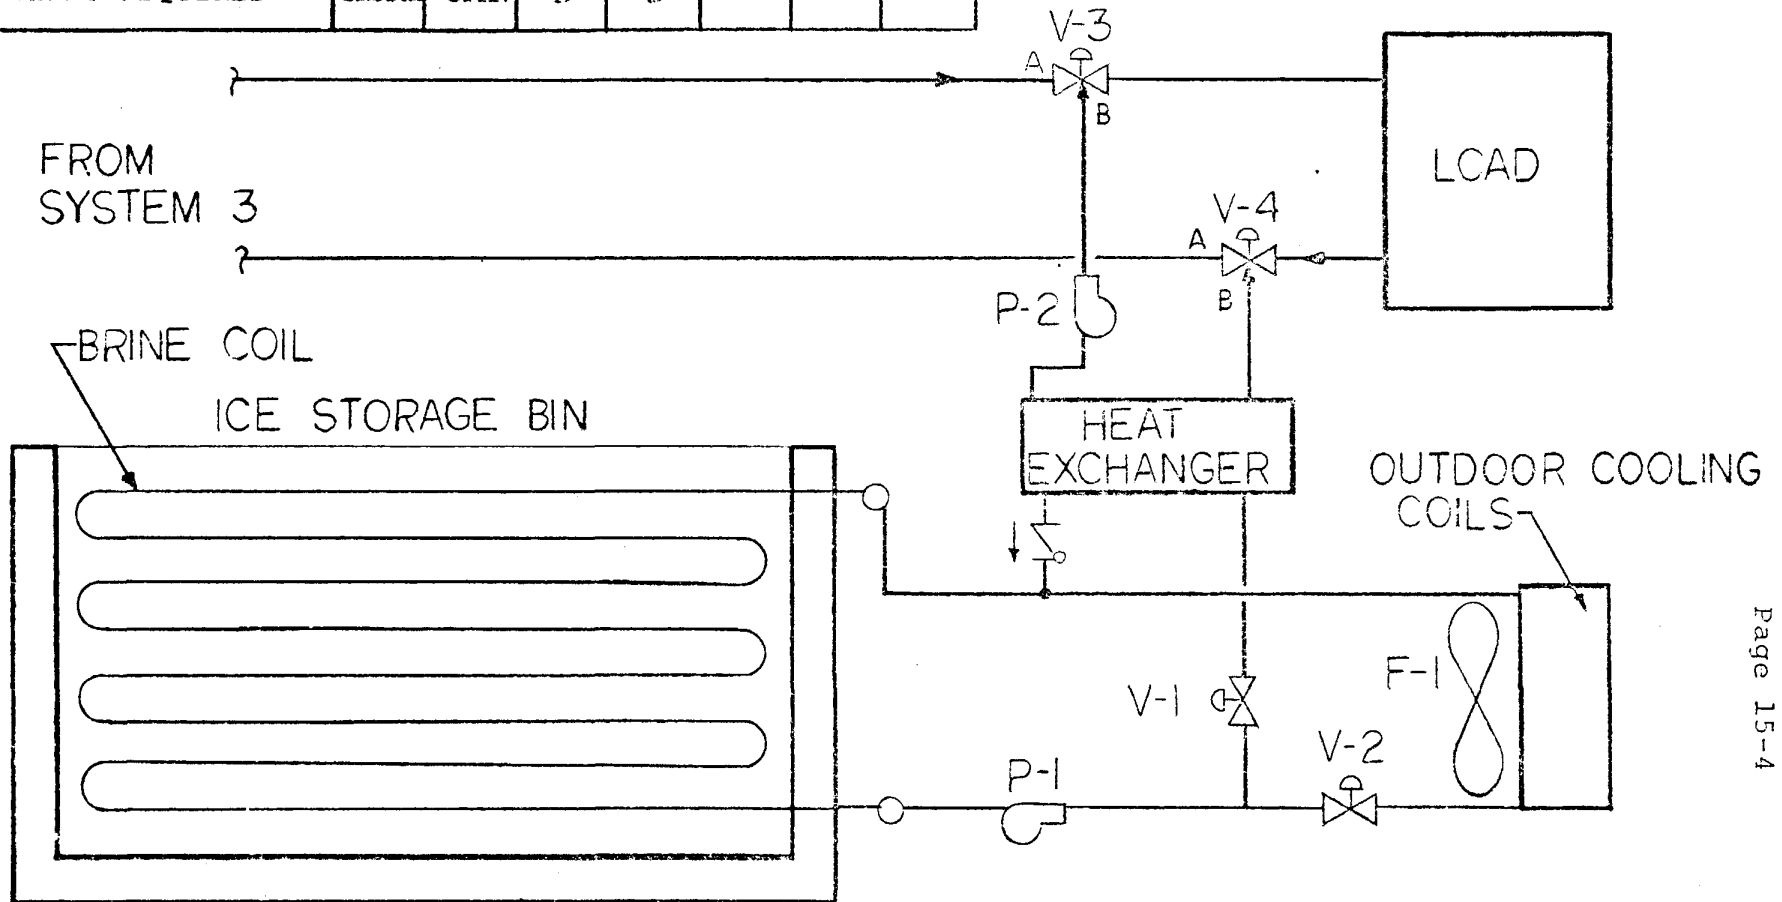 V-3
A
B
FROM
SYSTEM 3
LCAD
V-4
A
B
P-2
BRINE COIL
ICE STORAGE BIN
HEAT
EXCHANGER
OUTDOOR COOLING
COILS
F-1
V-1
V-2
P-1
Page 15-4